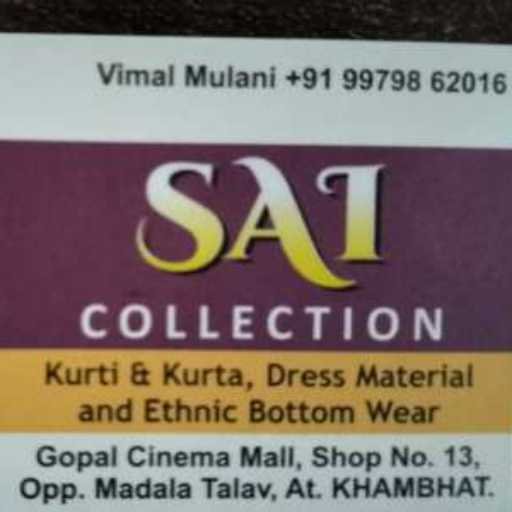 Vimal Mulani +91 99798 62016
SAI
COLLECTION
Kurti & Kurta, Dress Material
and Ethnic Bottom Wear
Gopal Cinema Mall, Shop No. 13,
Opp. Madala Talav, At. KHAMBHAT.